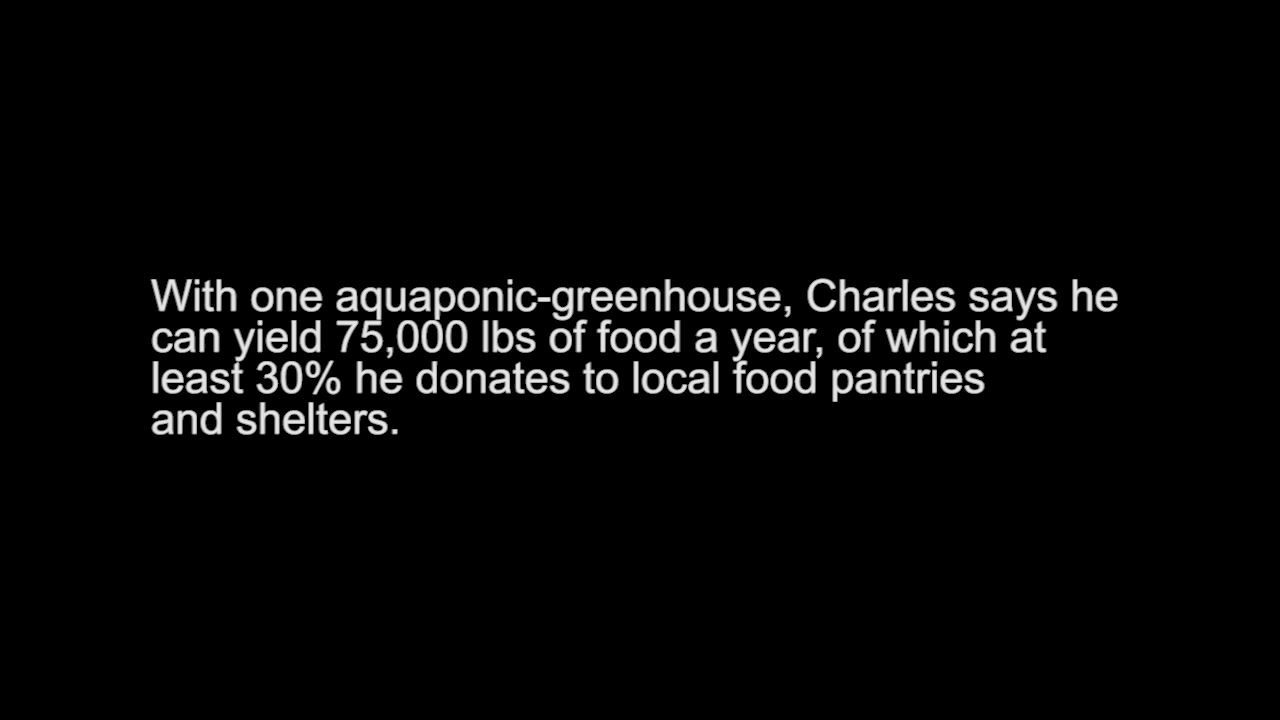 With one aquaponic-greenhouse, Charles says he
can yield 75,000 lbs of food a year, of which at
least 30% he donates to local food pantries
and shelters.